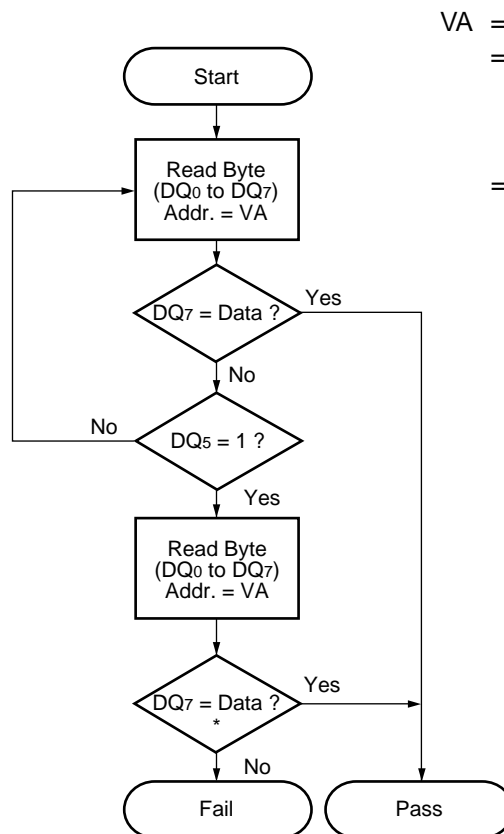 VA =
=
=
Start
Read Byte
(DQ0 to DQ7)
Addr. = VA
DQ7 = Data ?
Yes
No
DQ5 = 1 ?
No
Yes
Read Byte
(DQ0 to DQ7)
Addr. = VA
DQ7 = Data ?
*
Yes
No
Fail
Pass